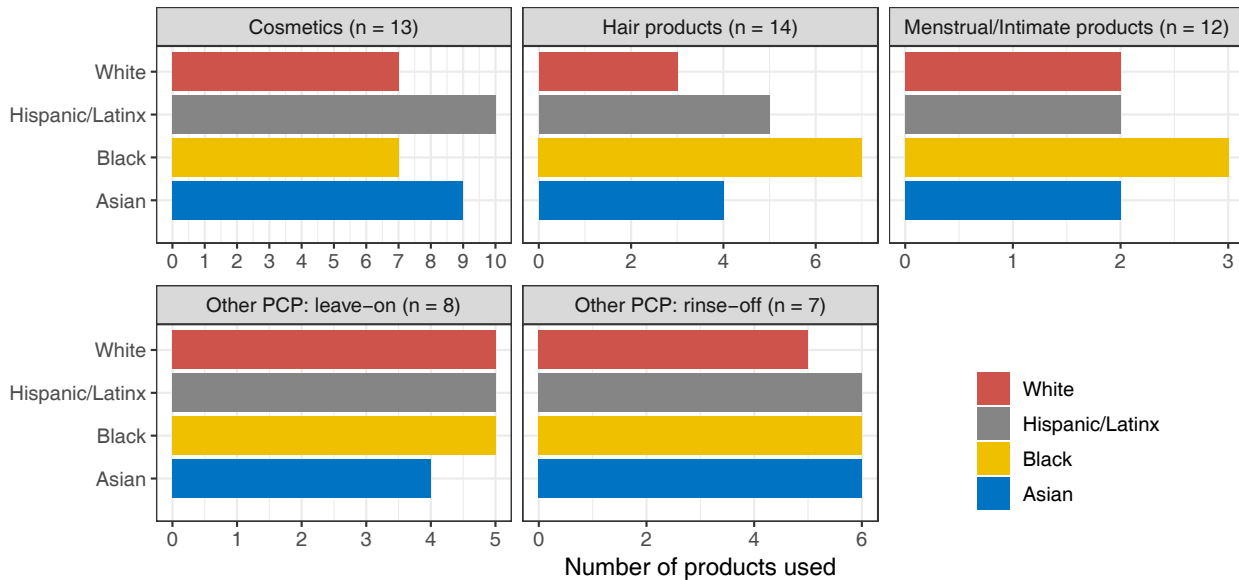 Cosmetics (n = 13)
Hair products (n = 14)
Menstrual/Intimate products (n = 12)
White
Hispanic/Latinx
Black
Asian
0 1 2 3 4 5 6 7 8 9 10
0 2 4 6
0 1 2 3
Other PCP: leave−on (n = 8)
Other PCP: rinse−off (n = 7)
White
Hispanic/Latinx
Black
Asian
0 1 2 3 4 5
0 2 4 6
Number of products used
White
Hispanic/Latinx
Black
Asian